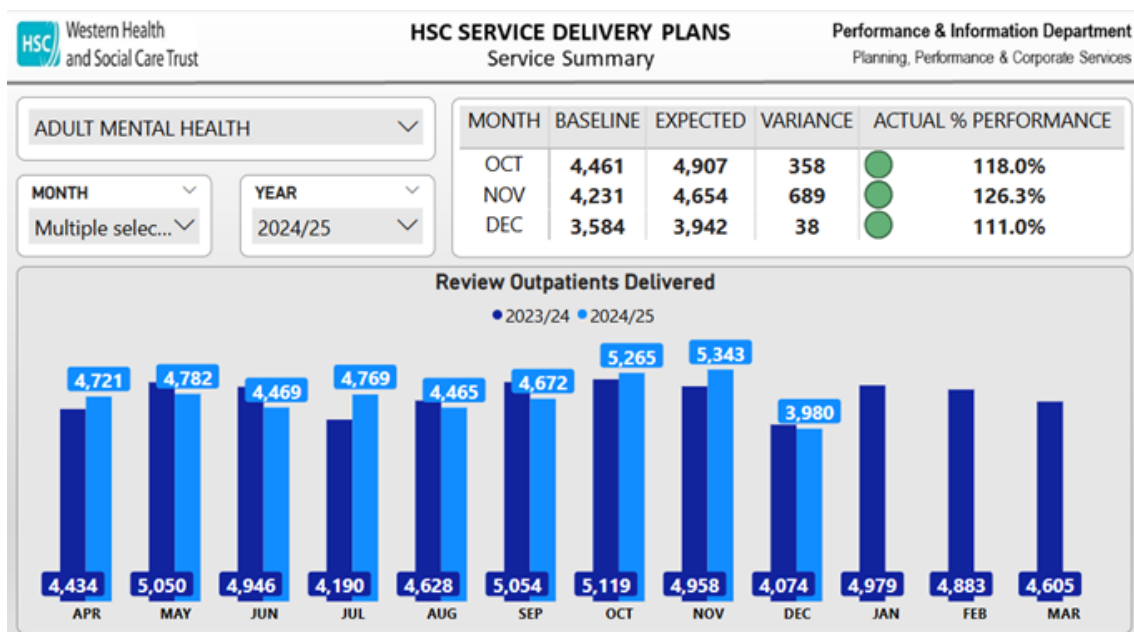 HSC
Western Health
and Social Care Trust
HSC SERVICE DELIVERY PLANS
Service Summary
Performance & Information Department
Planning, Performance & Corporate Services
ADULT MENTAL HEALTH
MONTH
Multiple selec...
YEAR
2024/25
MONTH BASELINE EXPECTED VARIANCE ACTUAL % PERFORMANCE
OCT 4,461 4,907 358 118.0%
NOV 4,231 4,654 689 126.3%
DEC 3,584 3,942 38 111.0%
Review Outpatients Delivered
2023/24 2024/25
4,721 4,782 4,469 4,769 4,465 4,672 5,265 5,343 3,980
4,434 5,050 4,946 4,190 4,628 5,054 5,119 4,958 4,074 4,979 4,883 4,605
APR MAY JUN JUL AUG SEP OCT NOV DEC JAN FEB MAR